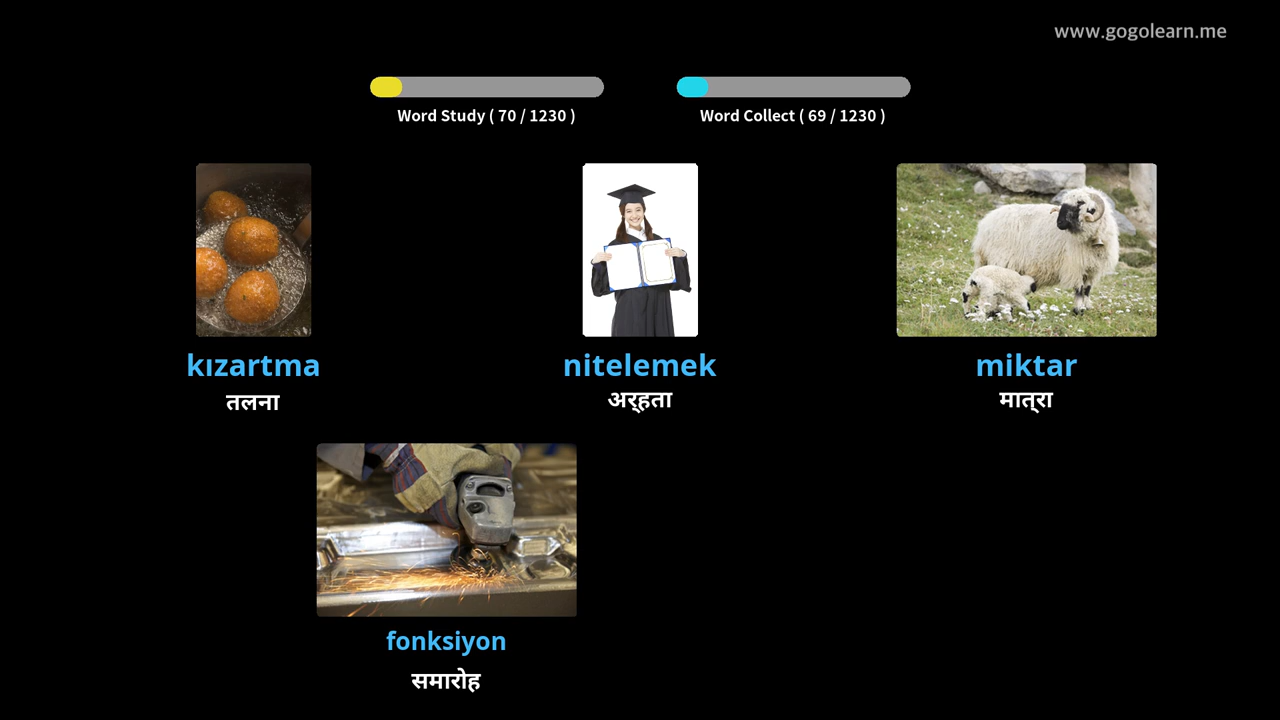 www.gogolearn.me
Word Study ( 70 / 1230 )
Word Collect ( 69 / 1230 )
kızartma
तलना
nitelemek
अर्हता
miktar
मात्रा
fonksiyon
समारोह